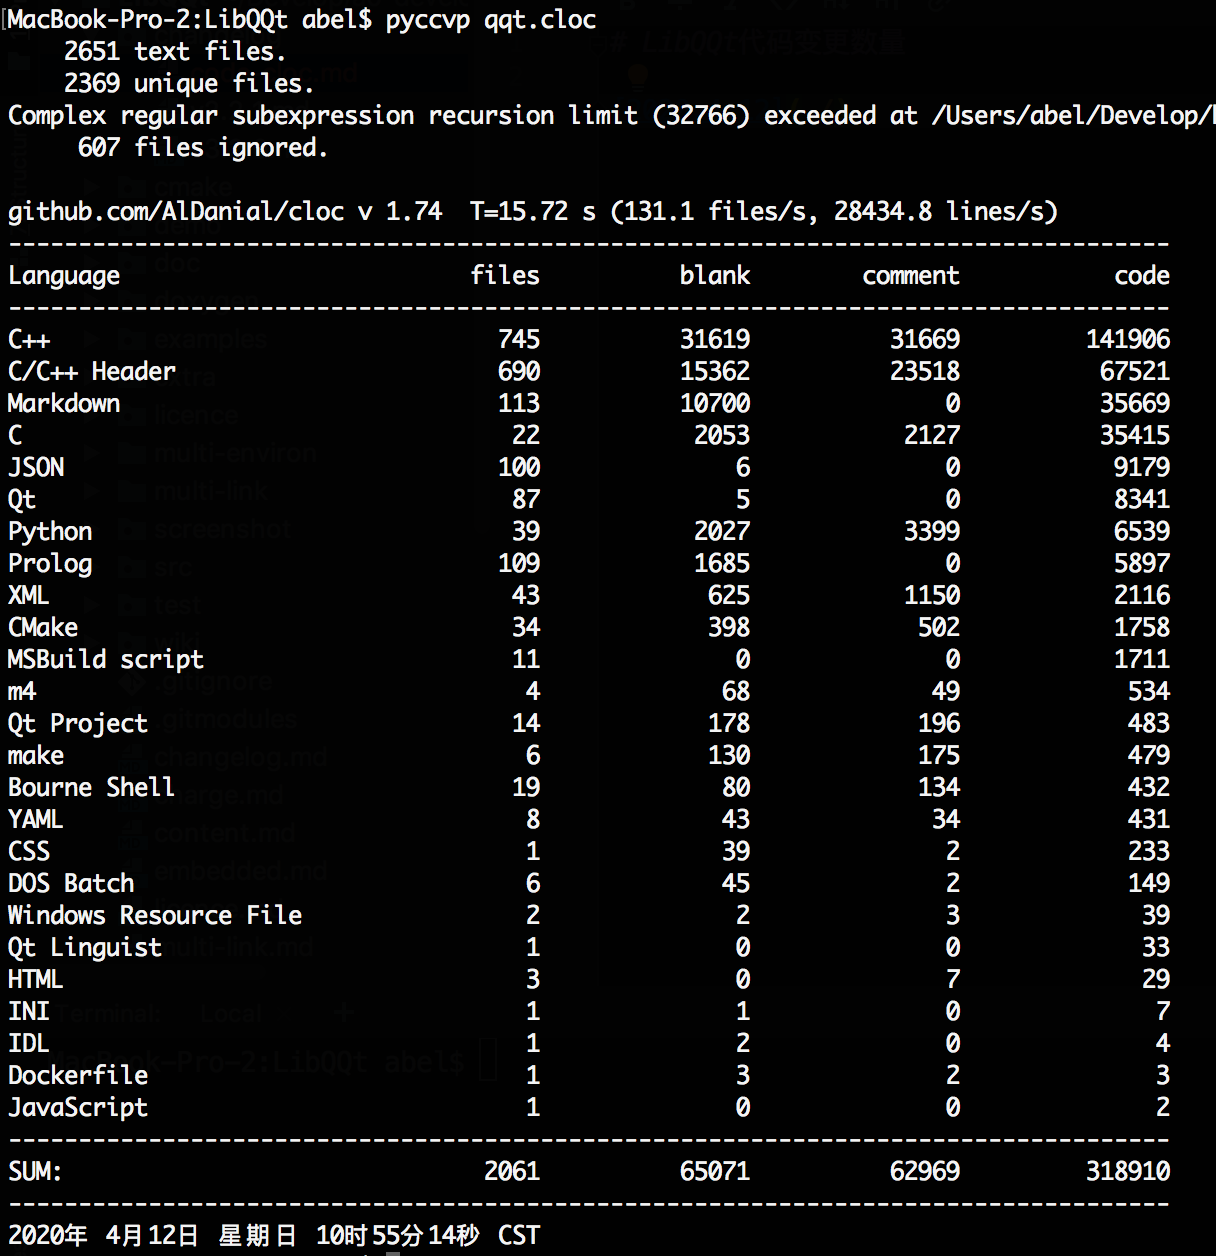 MacBook-Pro-2:LibQQt abel$ pyccvp qqt.cloc
2651 text files.
2369 unique files.
Complex regular subexpression recursion limit (32766) exceeded at /Users/abel/Develop/
607 files ignored.
github.com/AlDanial/cloc v 1.74 T=15.72 s (131.1 files/s, 28434.8 lines/s)
-----------------------------------------------------------------------------------
Language files blank comment code
-----------------------------------------------------------------------------------
C++ 745 31619 31669 141906
C/C++ Header 690 15362 23518 67521
Markdown 113 10700 0 35669
C 22 2053 2127 35415
JSON 100 6 0 9179
Qt 87 5 0 8341
Python 39 2027 3399 6539
Prolog 109 1685 0 5897
XML 43 625 1150 2116
CMake 34 398 502 1758
MSBuild script 11 0 0 1711
m4 4 68 49 534
Qt Project 14 178 196 483
make 6 130 175 479
Bourne Shell 19 80 134 432
YAML 8 43 34 431
CSS 1 39 2 233
DOS Batch 6 45 2 149
Windows Resource File 2 2 3 39
Qt Linguist 1 0 0 33
HTML 3 0 7 29
INI 1 1 0 7
IDL 1 2 0 4
Dockerfile 1 3 2 3
JavaScript 1 0 0 2
-----------------------------------------------------------------------------------
SUM: 2061 65071 62969 318910
-----------------------------------------------------------------------------------
2020年 4月12日 星期日 10时55分14秒 CST